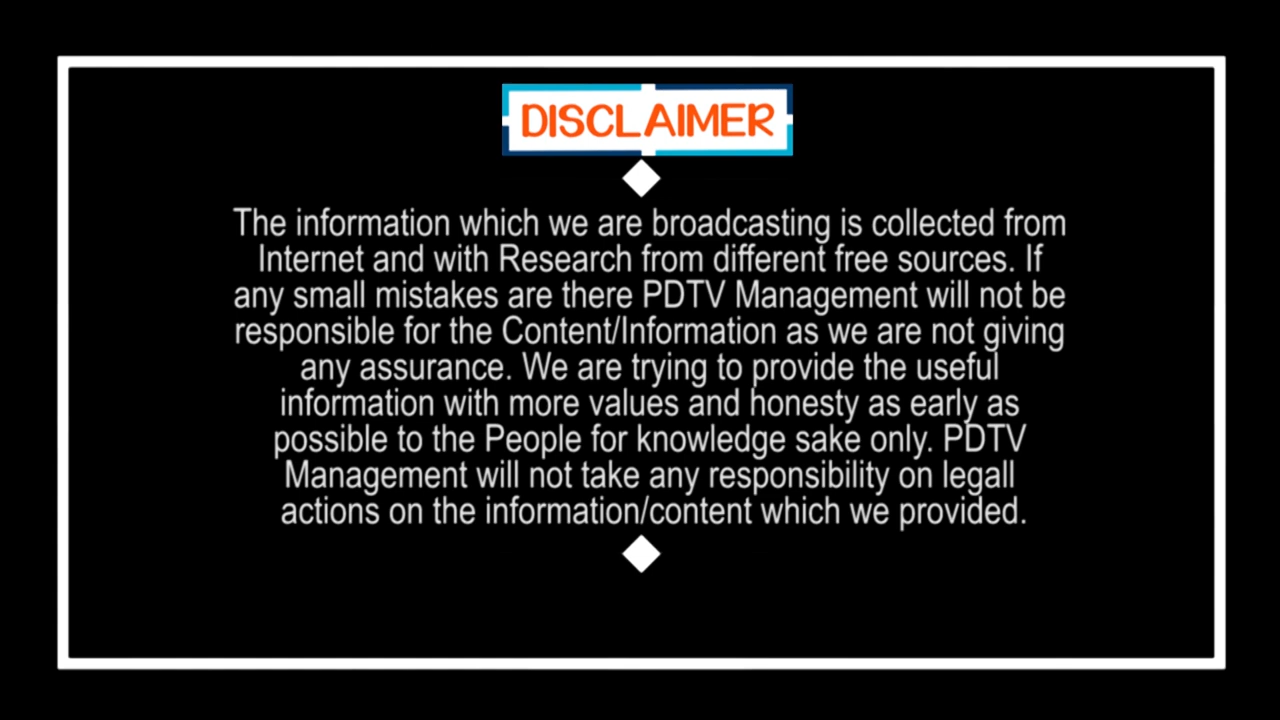 DISCLAIMER
The information which we are broadcasting is collected from
Internet and with Research from different free sources. If
any small mistakes are there PDTV Management will not be
responsible for the Content/Information as we are not giving
any assurance. We are trying to provide the useful
information with more values and honesty as early as
possible to the People for knowledge sake only. PDTV
Management will not take any responsibility on legall
actions on the information/content which we provided.